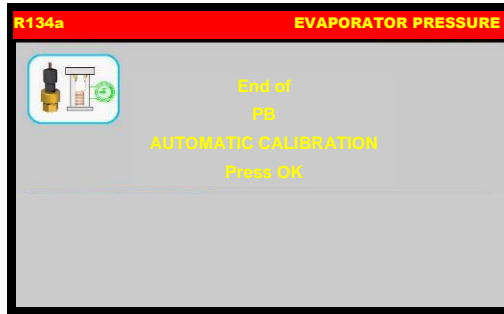 R134a EVAPORATOR PRESSURE
End of
PB
AUTOMATIC CALIBRATION
Press OK